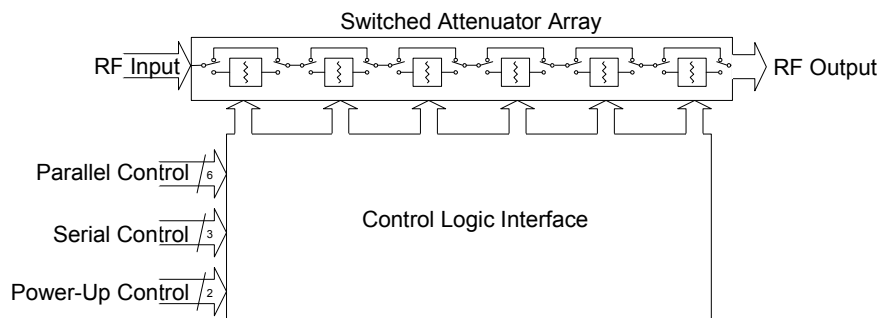 Switched Attenuator Array
RF Input
RF Output
Parallel Control
6
Control Logic Interface
Serial Control
3
Power-Up Control
2